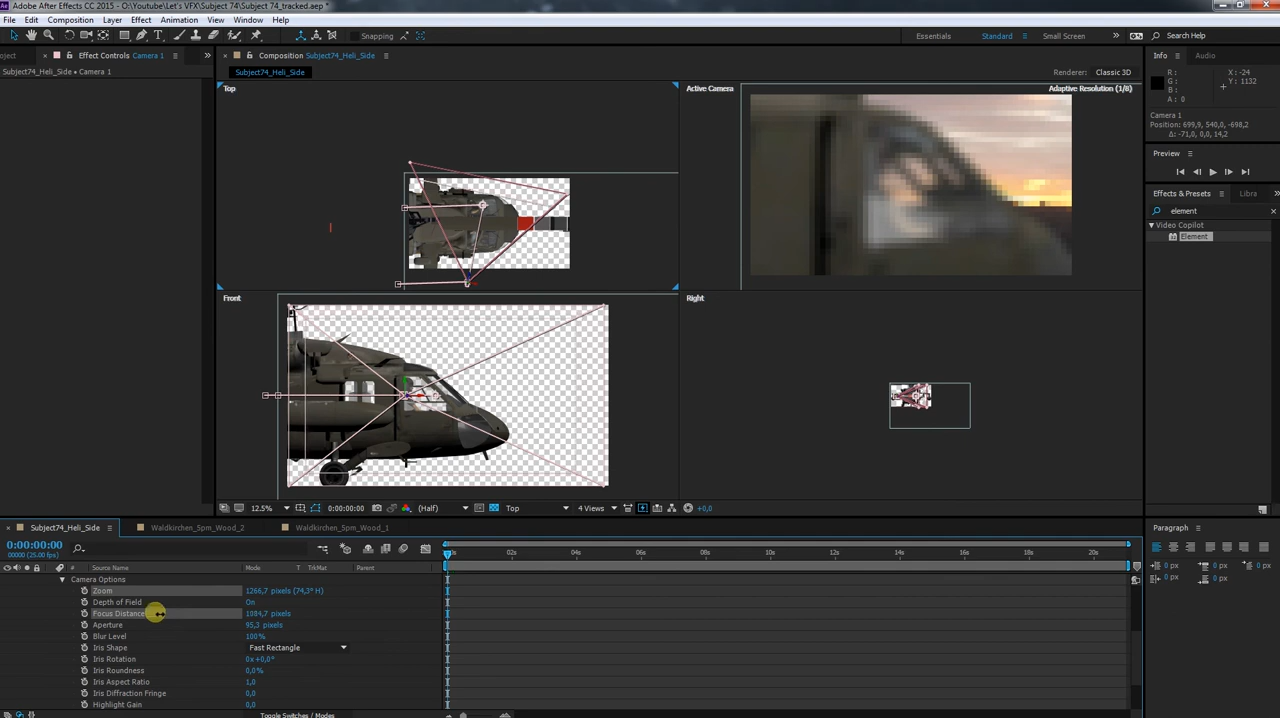 Adobe After Effects CC 2015 - O:\Youtube\Let's VFX\Subject 74\Subject 74_tracked.aep *
File Edit Composition Layer Effect Animation View Window Help
Snapping
Essentials Standard Small Screen Search Help
oject Effect Controls Camera 1
Composition Subject74_Heli_Side
Info Audio
Subject74_Heli_Side • Camera 1
Subject74_Heli_Side
Renderer: Classic 3D
R:
G:
B:
A: 0
X: -24
Y: 1132
Top
Active Camera
Adaptive Resolution (1/8)
Camera 1
Position: 699,9, 540,0, -698,2
Δ: -71,0, 0,0, 14,2
Preview
Effects & Presets Libra
element
Video Copilot
Element
Front
Right
12.5% 0:00:00:00 (Half) Top 4 Views +0,0
Subject74_Heli_Side Waldkirchen_5pm_Wood_2 Waldkirchen_5pm_Wood_1
Paragraph
0:00:00:00
00000 (25.00 fps)
02s 04s 06s 08s 10s 12s 14s 16s 18s 20s
# Source Name Mode T TrkMat Parent
0 px 0 px 0 px
0 px 0 px
Camera Options
Zoom 1266,7 pixels (74,3° H)
Depth of Field On
Focus Distance 1884,7 pixels
Aperture 95,3 pixels
Blur Level 100%
Iris Shape Fast Rectangle
Iris Rotation 0x +0,0°
Iris Roundness 0,0%
Iris Aspect Ratio 1,0
Iris Diffraction Fringe 0,0
Highlight Gain 0,0
Toggle Switches / Modes